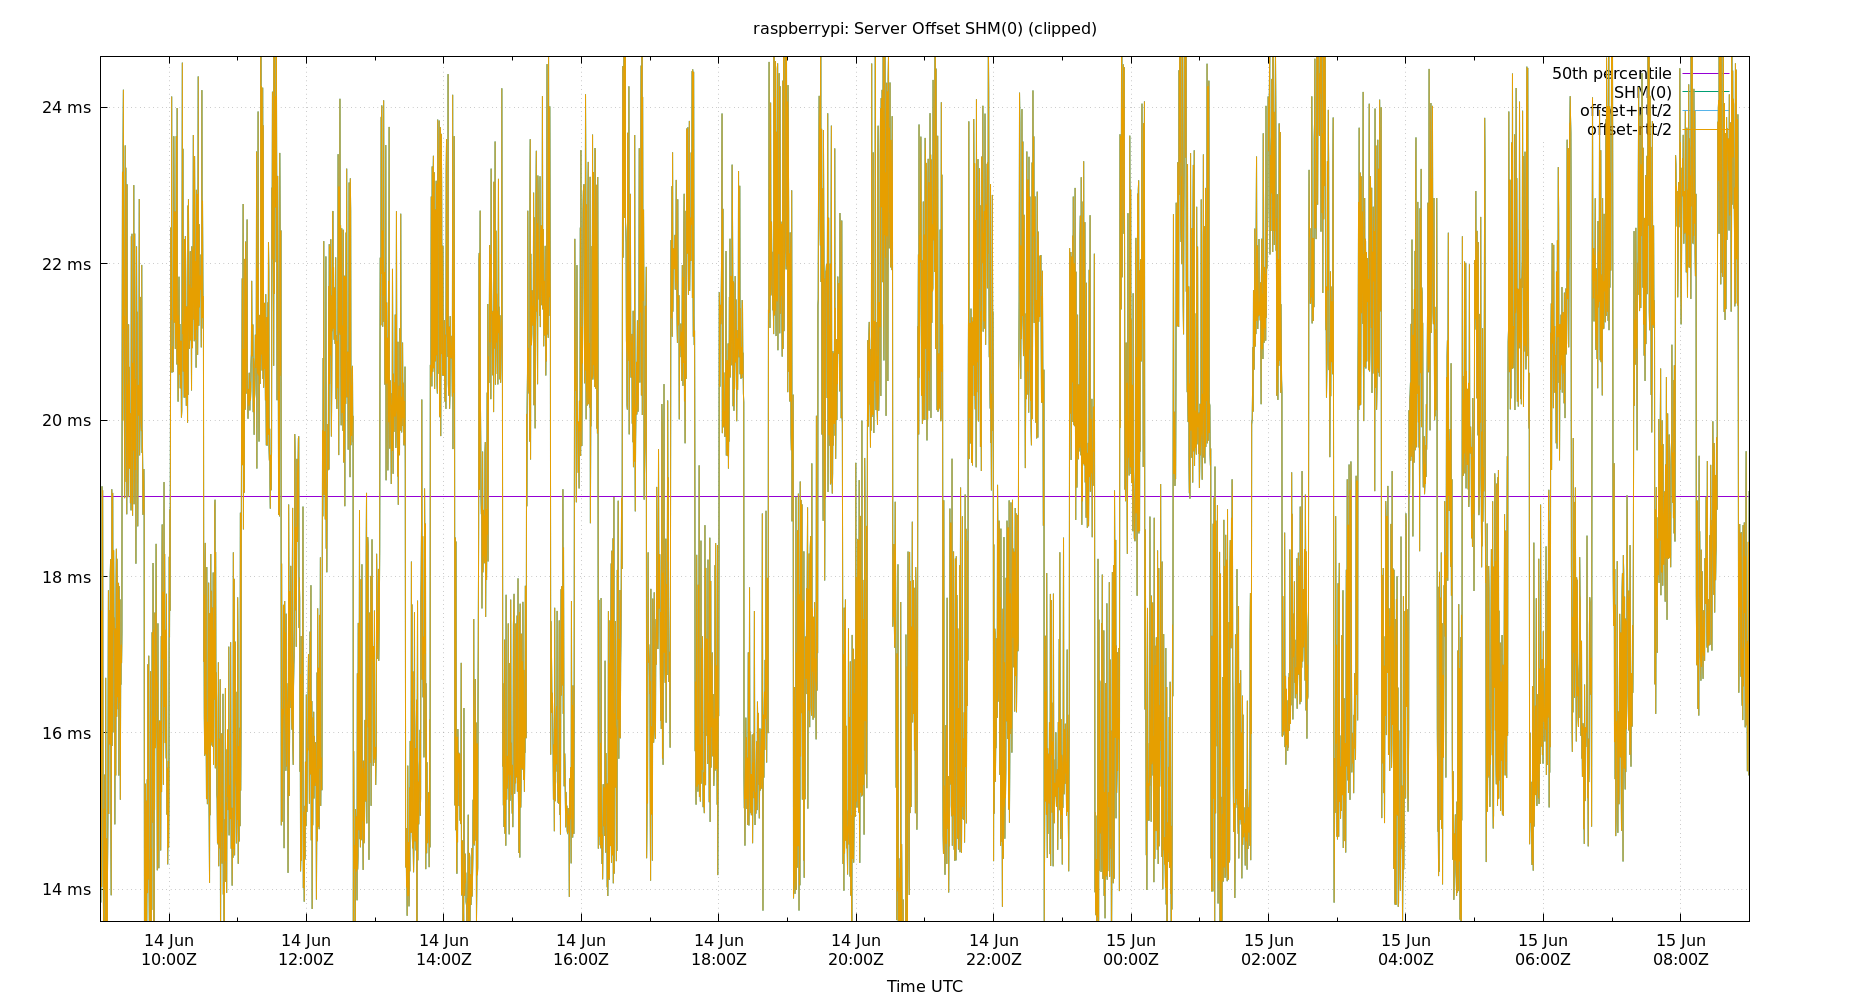 raspberrypi: Server Offset SHM(0) (clipped)
50th percentile
SHM(0)
offset+rtt/2
offset-rtt/2
24 ms
22 ms
20 ms
18 ms
16 ms
14 ms
14 Jun 14 Jun 14 Jun 14 Jun 14 Jun 14 Jun 14 Jun 15 Jun 15 Jun 15 Jun 15 Jun 15 Jun
10:00Z 12:00Z 14:00Z 16:00Z 18:00Z 20:00Z 22:00Z 00:00Z 02:00Z 04:00Z 06:00Z 08:00Z
Time UTC